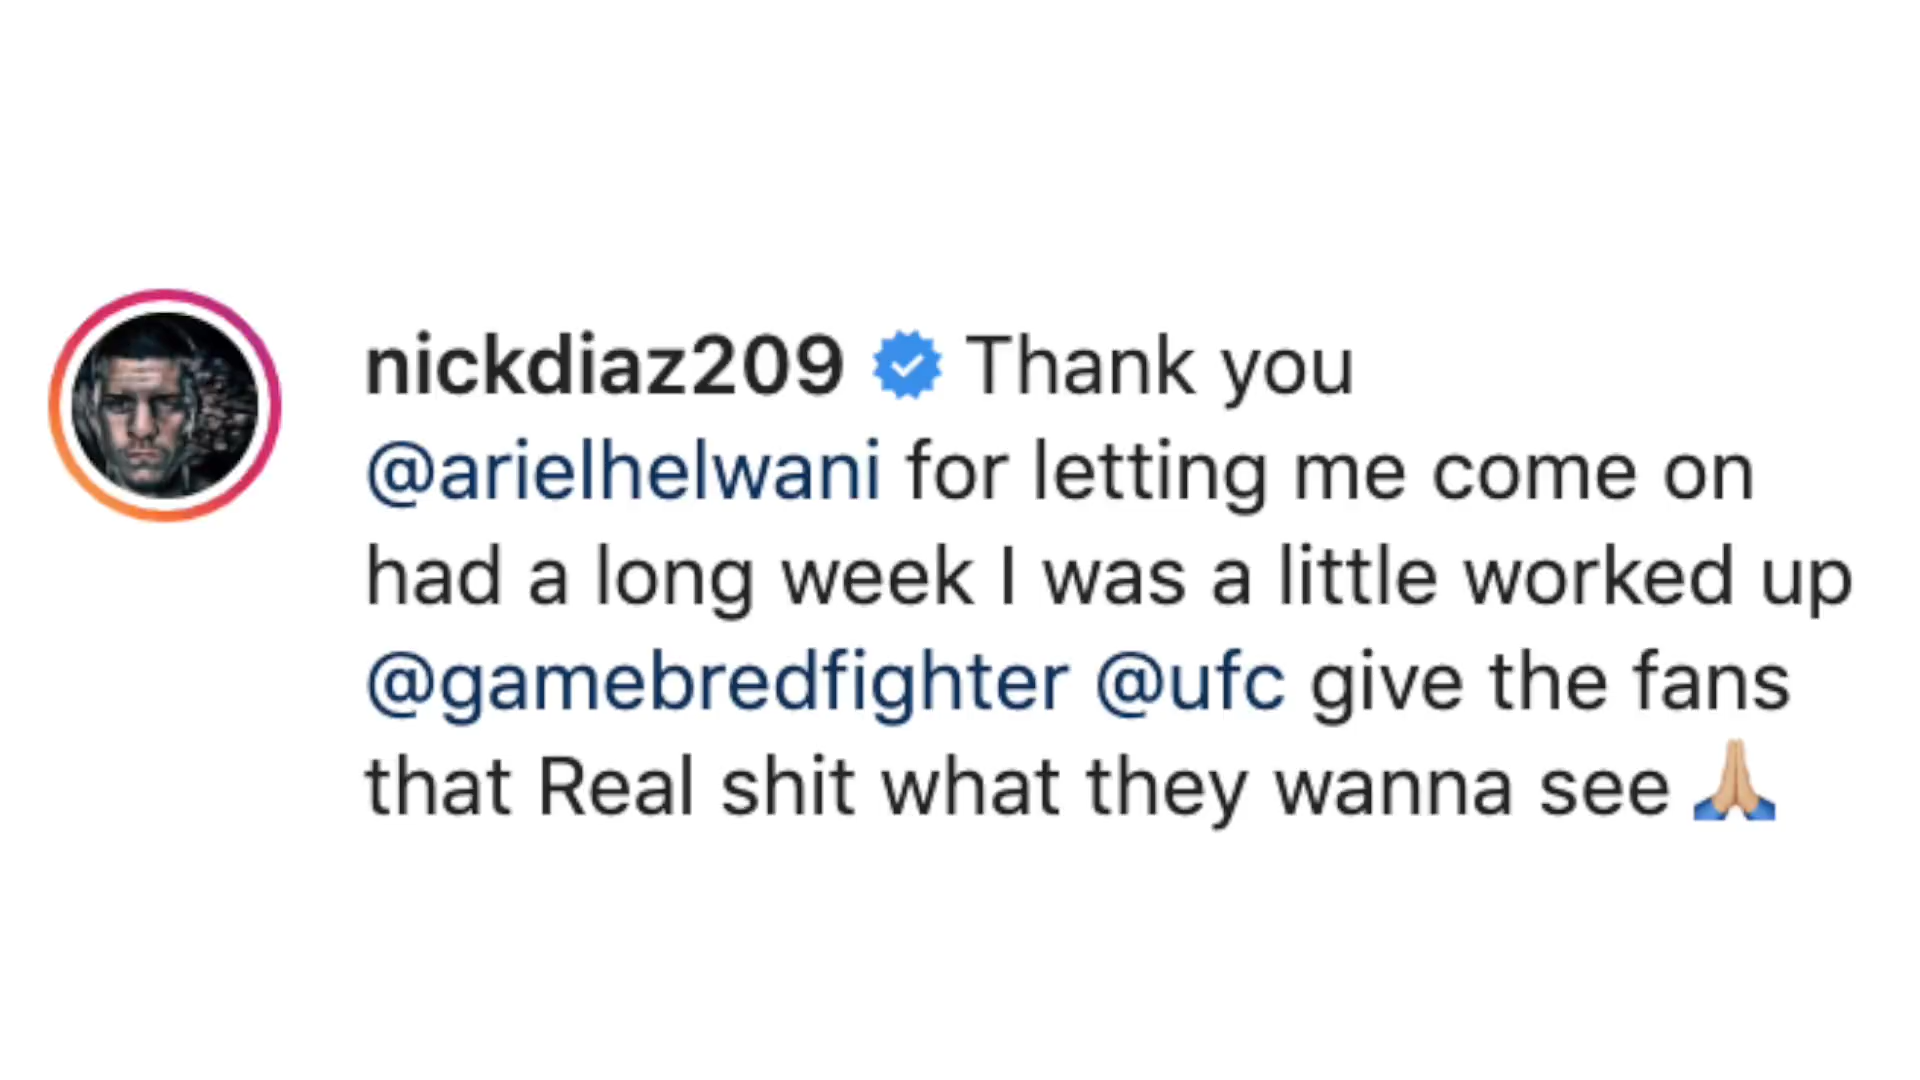 nickdiaz209 Thank you
@arielhelwani for letting me come on
had a long week I was a little worked up
@gamebredfighter @ufc give the fans
that Real shit what they wanna see 🙏🏼